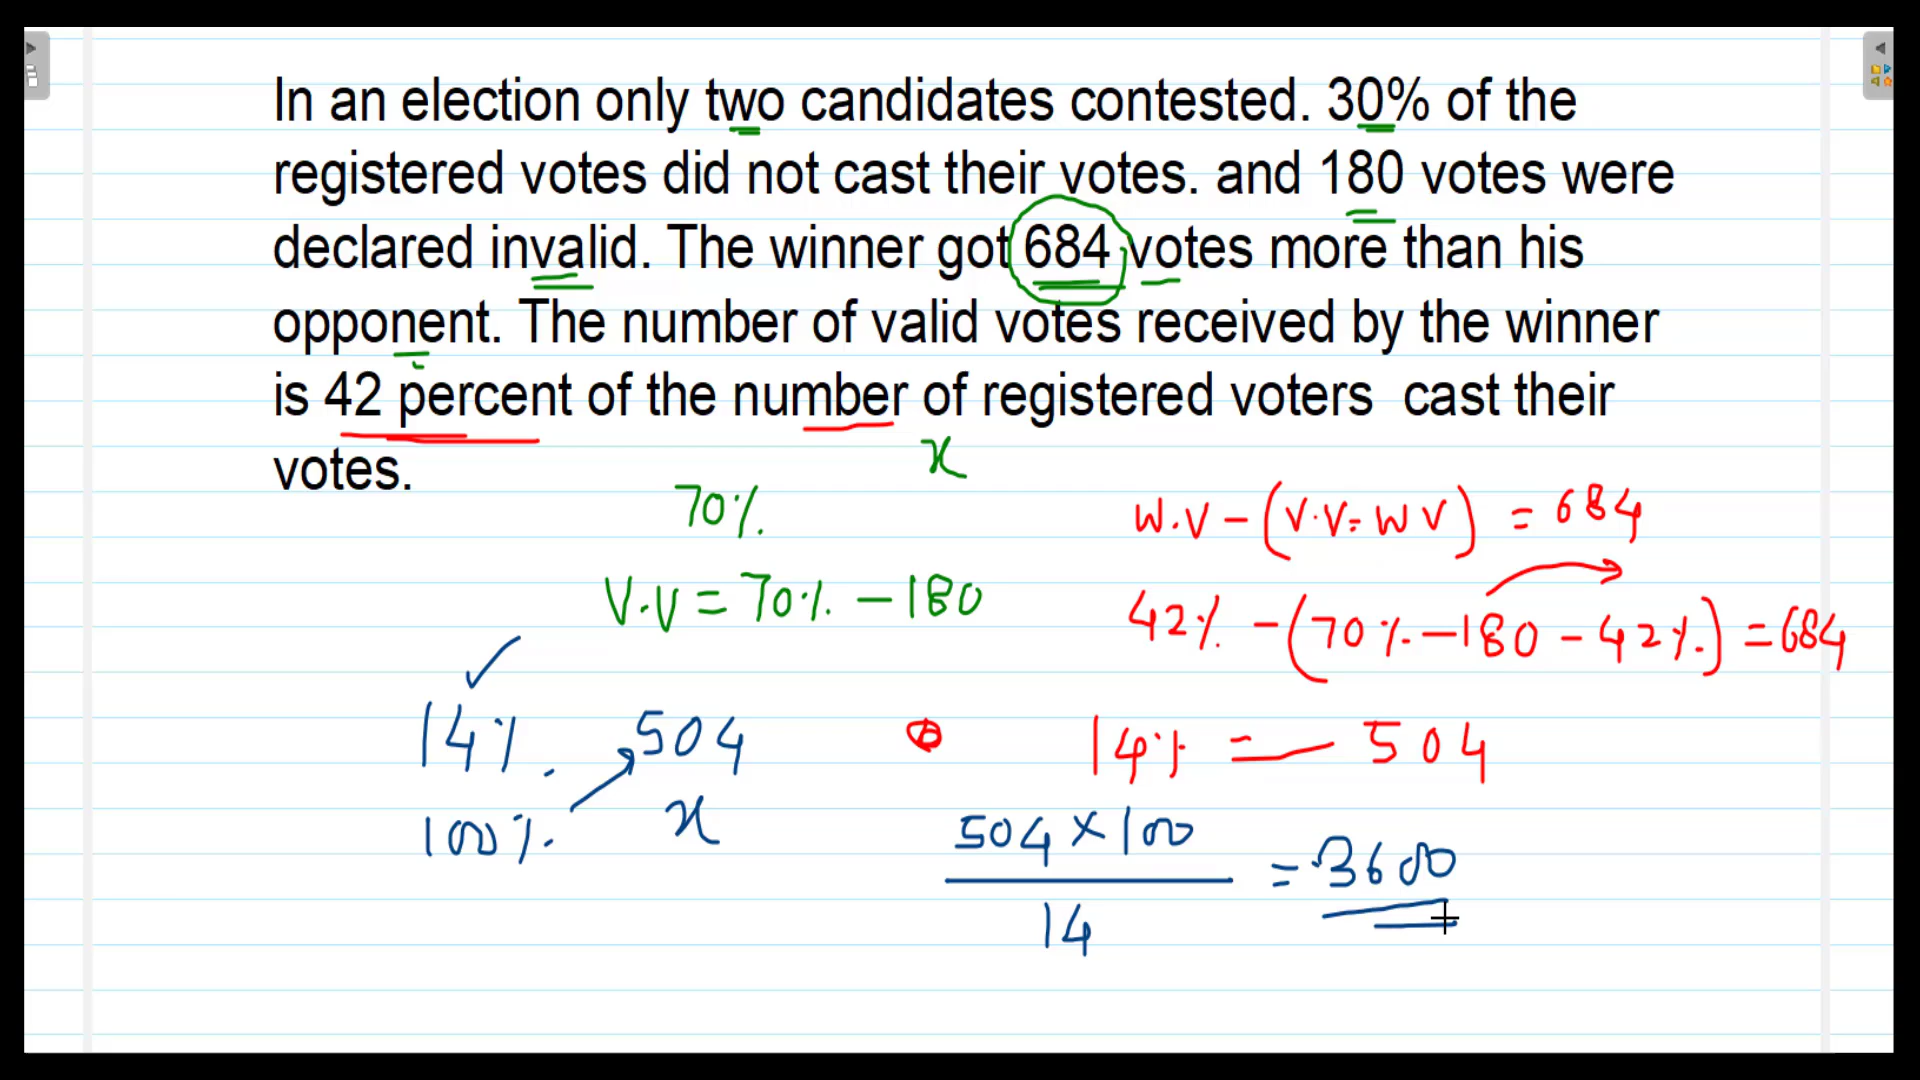 In an election only two candidates contested. 30% of the
registered votes did not cast their votes. and 180 votes were
declared invalid. The winner got 684 votes more than his
opponent. The number of valid votes received by the winner
is 42 percent of the number of registered voters cast their
votes.
x
70%
V.V = 70% - 180
W.V - (V.V = WV) = 684
42% - (70% - 180 - 42%) = 684
14% 504
100% x
14% = 504
504 × 100
14
= 3600